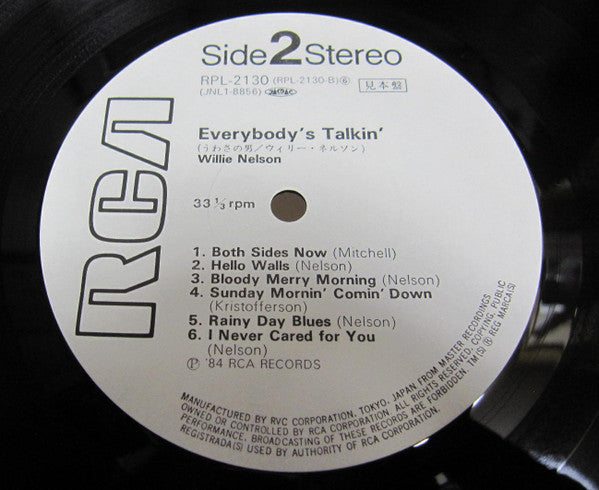 RCA
Side 2 Stereo
RPL-2130 (RPL-2130-B)⑥
(JNL1-8856)
見本盤
Everybody's Talkin'
(うわさの男/ウィリー・ネルソン)
Willie Nelson
33 1/3 rpm
1. Both Sides Now (Mitchell)
2. Hello Walls (Nelson)
3. Bloody Merry Morning (Nelson)
4. Sunday Mornin' Comin' Down
(Kristofferson)
5. Rainy Day Blues (Nelson)
6. I Never Cared for You
(Nelson)
Ⓟ '84 RCA RECORDS
MANUFACTURED BY RVC CORPORATION, TOKYO, JAPAN, FROM MASTER RECORDINGS
OWNED OR CONTROLLED BY RCA CORPORATION. ALL RIGHTS RESERVED; COPYING, PUBLIC
PERFORMANCE, BROADCASTING OF THESE RECORDS ARE FORBIDDEN TM(S) ® REG MARCA(S)
REGISTRADA(S) USED BY AUTHORITY OF RCA CORPORATION.